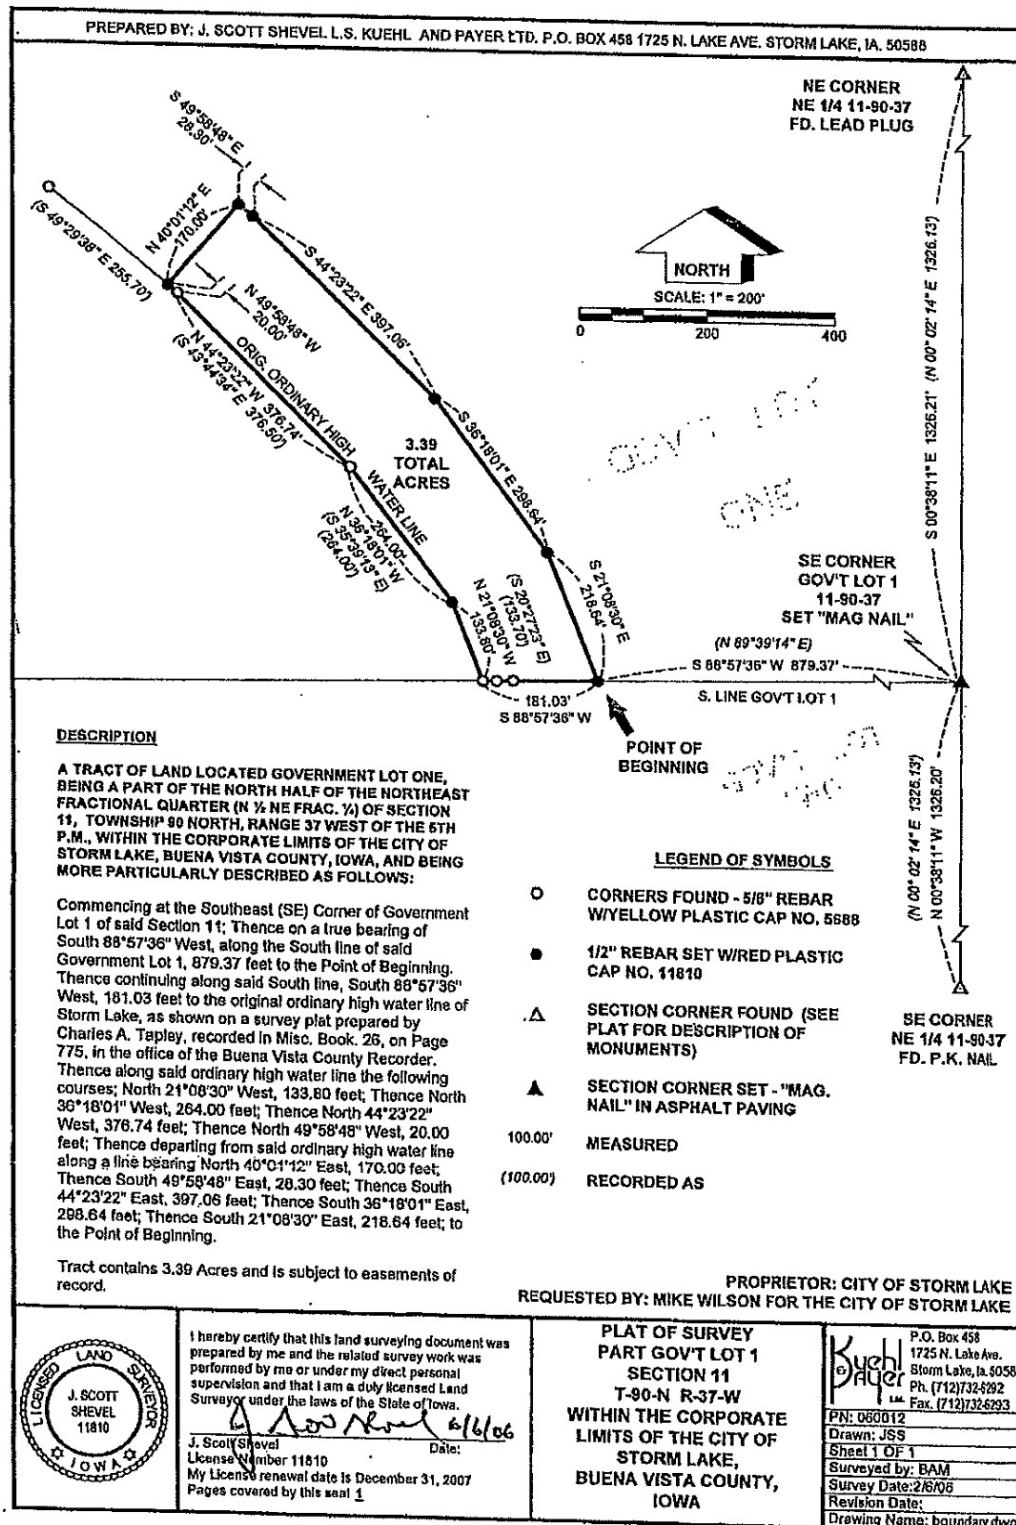 PREPARED BY: J. SCOTT SHEVEL L.S. KUEHL AND PAYER LTD. P.O. BOX 458 1725 N. LAKE AVE. STORM LAKE, IA. 50588
NE CORNER
NE 1/4 11-90-37
FD. LEAD PLUG
S 49°58'48" E
28.30'
N 40°01'12" E
170.00'
(S 49°29'38" E 255.70')
N 49°58'48" W
20.00'
S 44°23'22" E 397.06'
NORTH
SCALE: 1" = 200'
0 200 400
ORIG. ORDINARY HIGH
WATER LINE
N 44°23'22" W 376.74'
(S 43°44'34" E 376.50')
3.39
TOTAL
ACRES
S 36°18'01" E 298.64'
GOV'T LOT
ONE
S 00°38'11" E 1326.21' (N 00° 02' 14" E 1326.13')
264.00'
N 36°18'01" W
(S 35°39'13" E)
(264.00')
(S 20°27'23" E)
(133.70')
N 21°08'30" W
133.80'
S 21°08'30" E
218.64'
SE CORNER
GOV'T LOT 1
11-90-37
SET "MAG NAIL"
(N 89°39'14" E)
S 88°57'36" W 879.37'
S. LINE GOV'T LOT 1
181.03'
S 88°57'36" W
POINT OF
BEGINNING
(N 00° 02' 14" E 1326.13')
N 00°38'11" W 1326.20'
SE CORNER
NE 1/4 11-90-37
FD. P.K. NAIL
DESCRIPTION
A TRACT OF LAND LOCATED GOVERNMENT LOT ONE,
BEING A PART OF THE NORTH HALF OF THE NORTHEAST
FRACTIONAL QUARTER (N ½ NE FRAC. ¼) OF SECTION
11, TOWNSHIP 90 NORTH, RANGE 37 WEST OF THE 5TH
P.M., WITHIN THE CORPORATE LIMITS OF THE CITY OF
STORM LAKE, BUENA VISTA COUNTY, IOWA, AND BEING
MORE PARTICULARLY DESCRIBED AS FOLLOWS:
Commencing at the Southeast (SE) Corner of Government
Lot 1 of said Section 11; Thence on a true bearing of
South 88°57'36" West, along the South line of said
Government Lot 1, 879.37 feet to the Point of Beginning.
Thence continuing along said South line, South 88°57'36"
West, 181.03 feet to the original ordinary high water line of
Storm Lake, as shown on a survey plat prepared by
Charles A. Tapley, recorded in Misc. Book. 26, on Page
775, in the office of the Buena Vista County Recorder.
Thence along said ordinary high water line the following
courses; North 21°08'30" West, 133.80 feet; Thence North
36°18'01" West, 264.00 feet; Thence North 44°23'22"
West, 376.74 feet; Thence North 49°58'48" West, 20.00
feet; Thence departing from said ordinary high water line
along a line bearing North 40°01'12" East, 170.00 feet;
Thence South 49°58'48" East, 28.30 feet; Thence South
44°23'22" East, 397.06 feet; Thence South 36°18'01" East,
298.64 feet; Thence South 21°08'30" East, 218.64 feet; to
the Point of Beginning.
Tract contains 3.39 Acres and is subject to easements of
record.
LEGEND OF SYMBOLS
CORNERS FOUND - 5/8" REBAR
W/YELLOW PLASTIC CAP NO. 5688
1/2" REBAR SET W/RED PLASTIC
CAP NO. 11810
SECTION CORNER FOUND (SEE
PLAT FOR DESCRIPTION OF
MONUMENTS)
SECTION CORNER SET - "MAG.
NAIL" IN ASPHALT PAVING
100.00' MEASURED
(100.00') RECORDED AS
PROPRIETOR: CITY OF STORM LAKE
REQUESTED BY: MIKE WILSON FOR THE CITY OF STORM LAKE
LICENSED LAND SURVEYOR
J. SCOTT
SHEVEL
11810
IOWA
I hereby certify that this land surveying document was
prepared by me and the related survey work was
performed by me or under my direct personal
supervision and that I am a duly licensed Land
Surveyor under the laws of the State of Iowa.
J. Scott Shevel 6/6/06
J. Scott Shevel Date:
License Number 11810
My License renewal date is December 31, 2007
Pages covered by this seal 1
PLAT OF SURVEY
PART GOV'T LOT 1
SECTION 11
T-90-N R-37-W
WITHIN THE CORPORATE
LIMITS OF THE CITY OF
STORM LAKE,
BUENA VISTA COUNTY,
IOWA
Kuehl
& Payer
Ltd.
P.O. Box 458
1725 N. Lake Ave.
Storm Lake, Ia. 5058
Ph. (712)732-6292
Fax. (712)732-6293
PN: 060012
Drawn: JSS
Sheet 1 OF 1
Surveyed by: BAM
Survey Date: 2/6/06
Revision Date:
Drawing Name: boundary.dwg